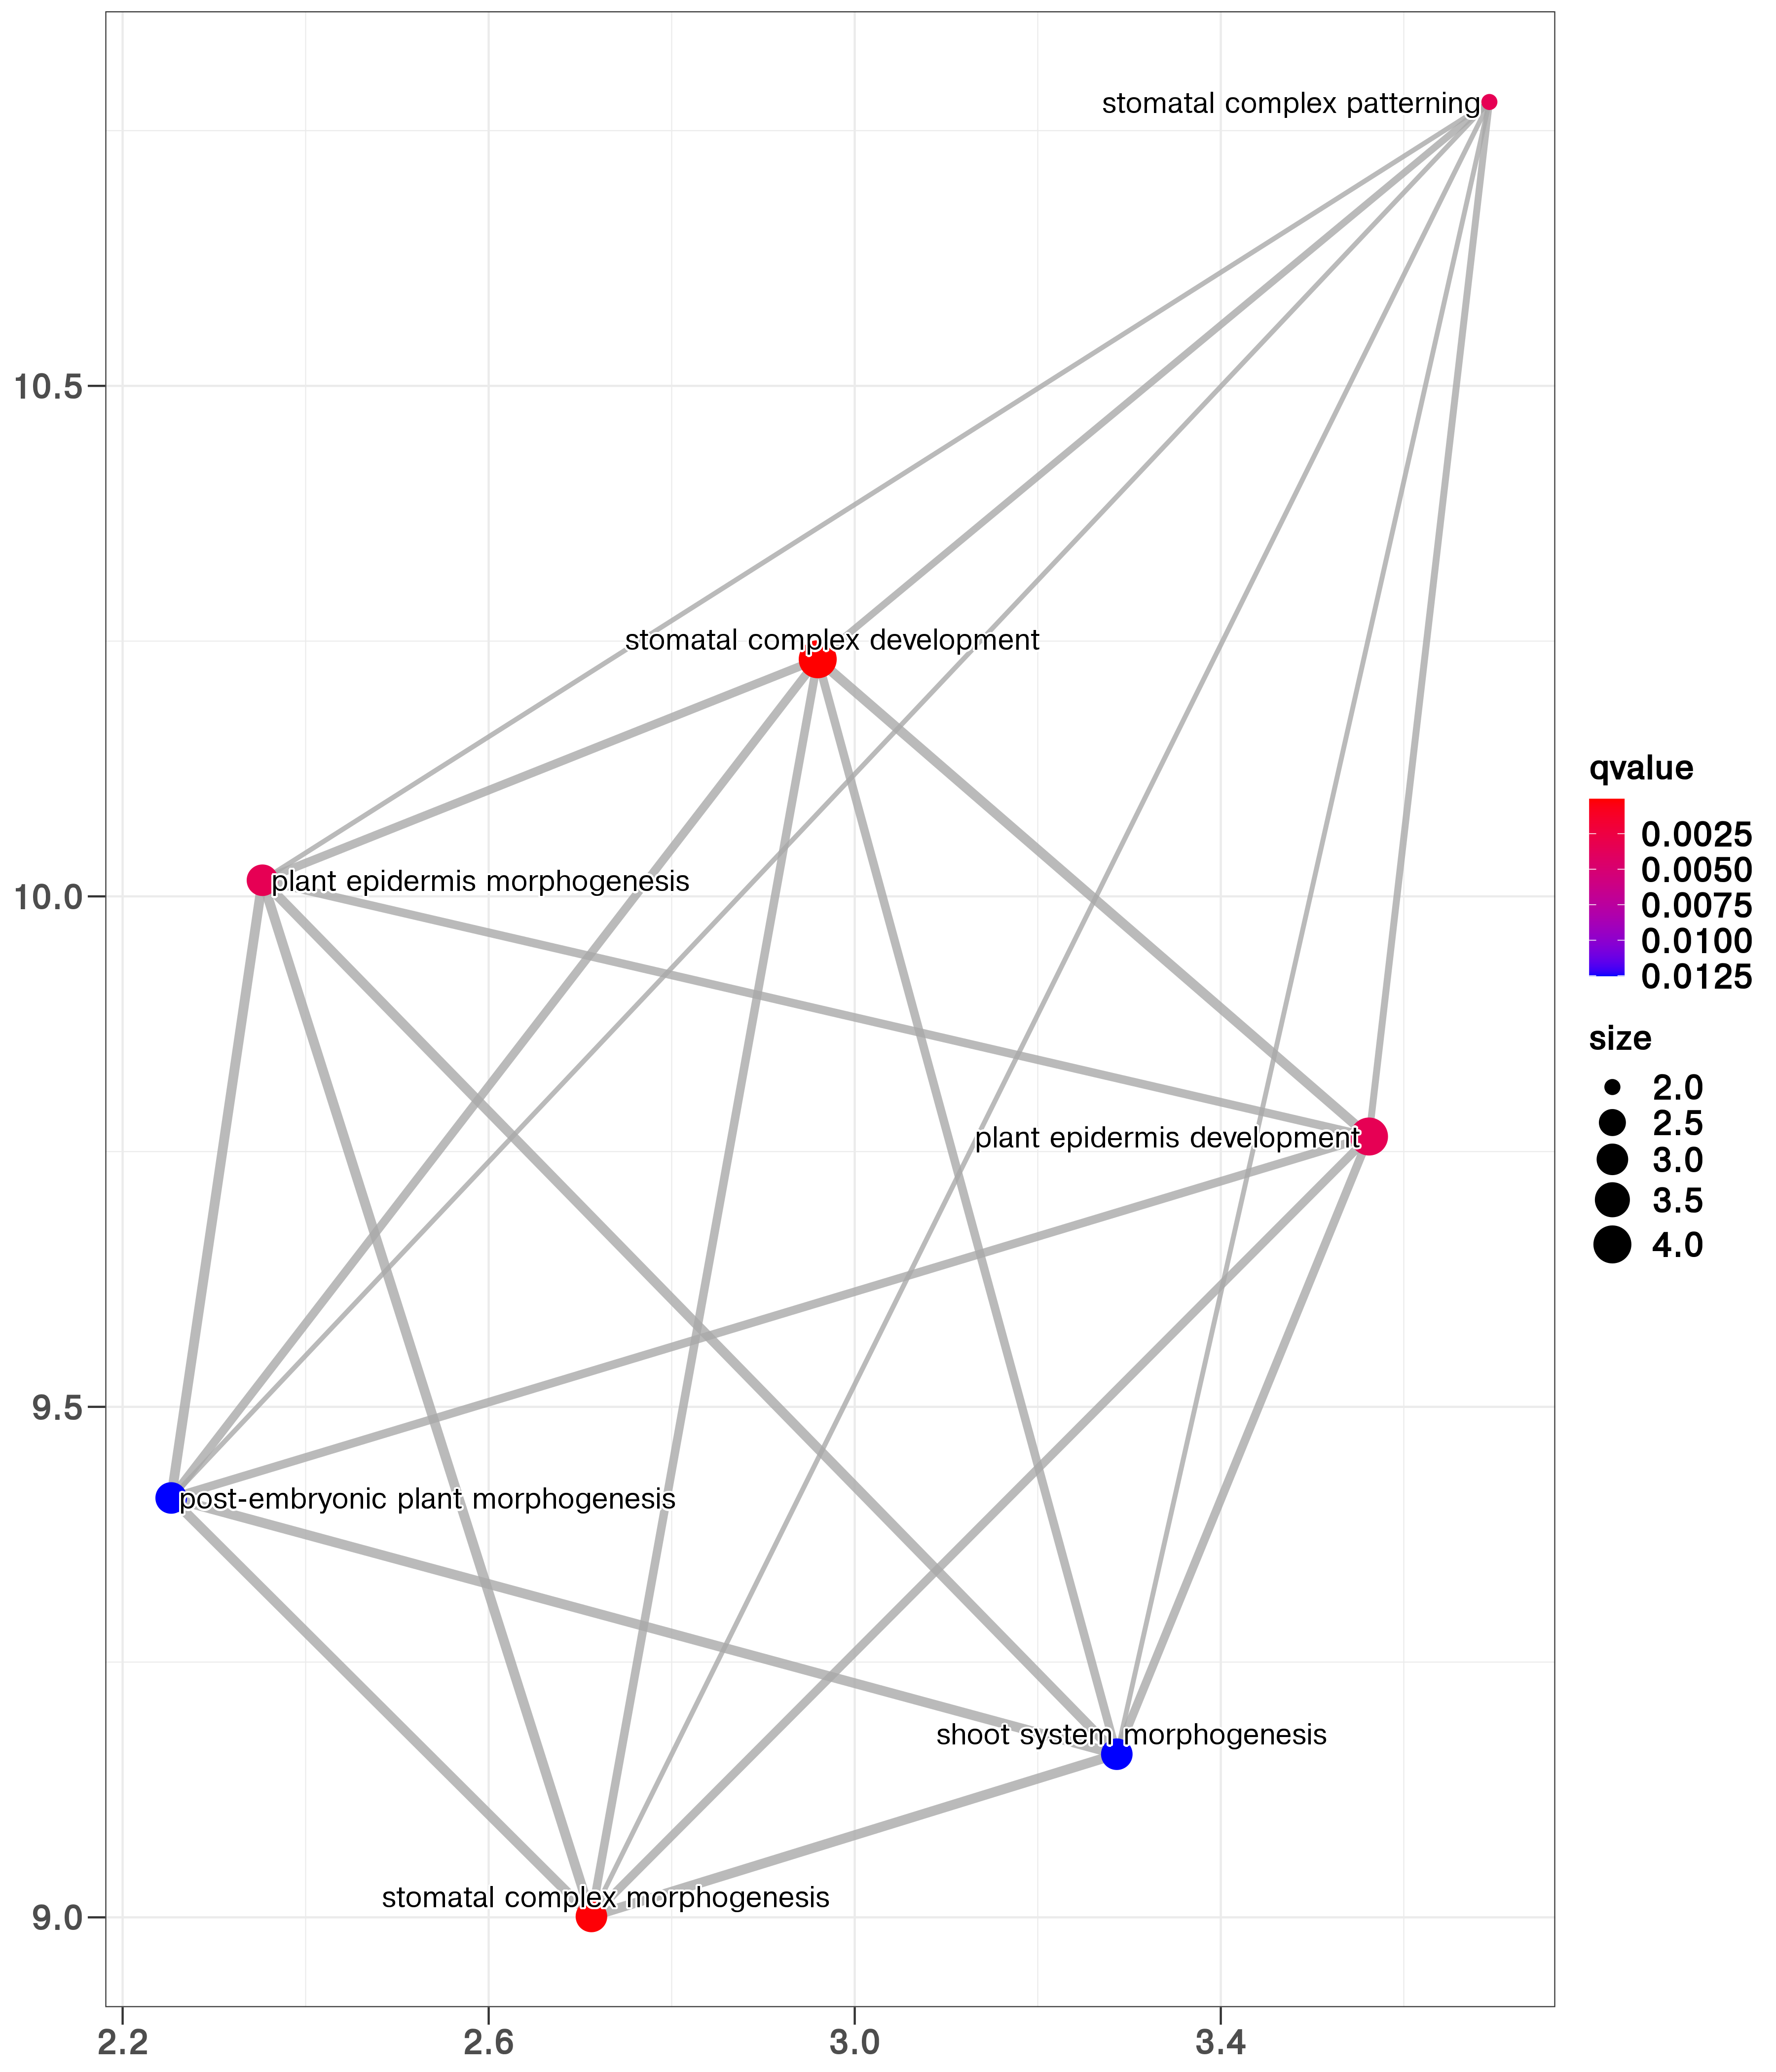 stomatal complex patterning
10.5
stomatal complex development
plant epidermis morphogenesis
10.0
plant epidermis development
9.5
post-embryonic plant morphogenesis
shoot system morphogenesis
stomatal complex morphogenesis
9.0
2.2 2.6 3.0 3.4
qvalue
0.0025
0.0050
0.0075
0.0100
0.0125
size
2.0
2.5
3.0
3.5
4.0